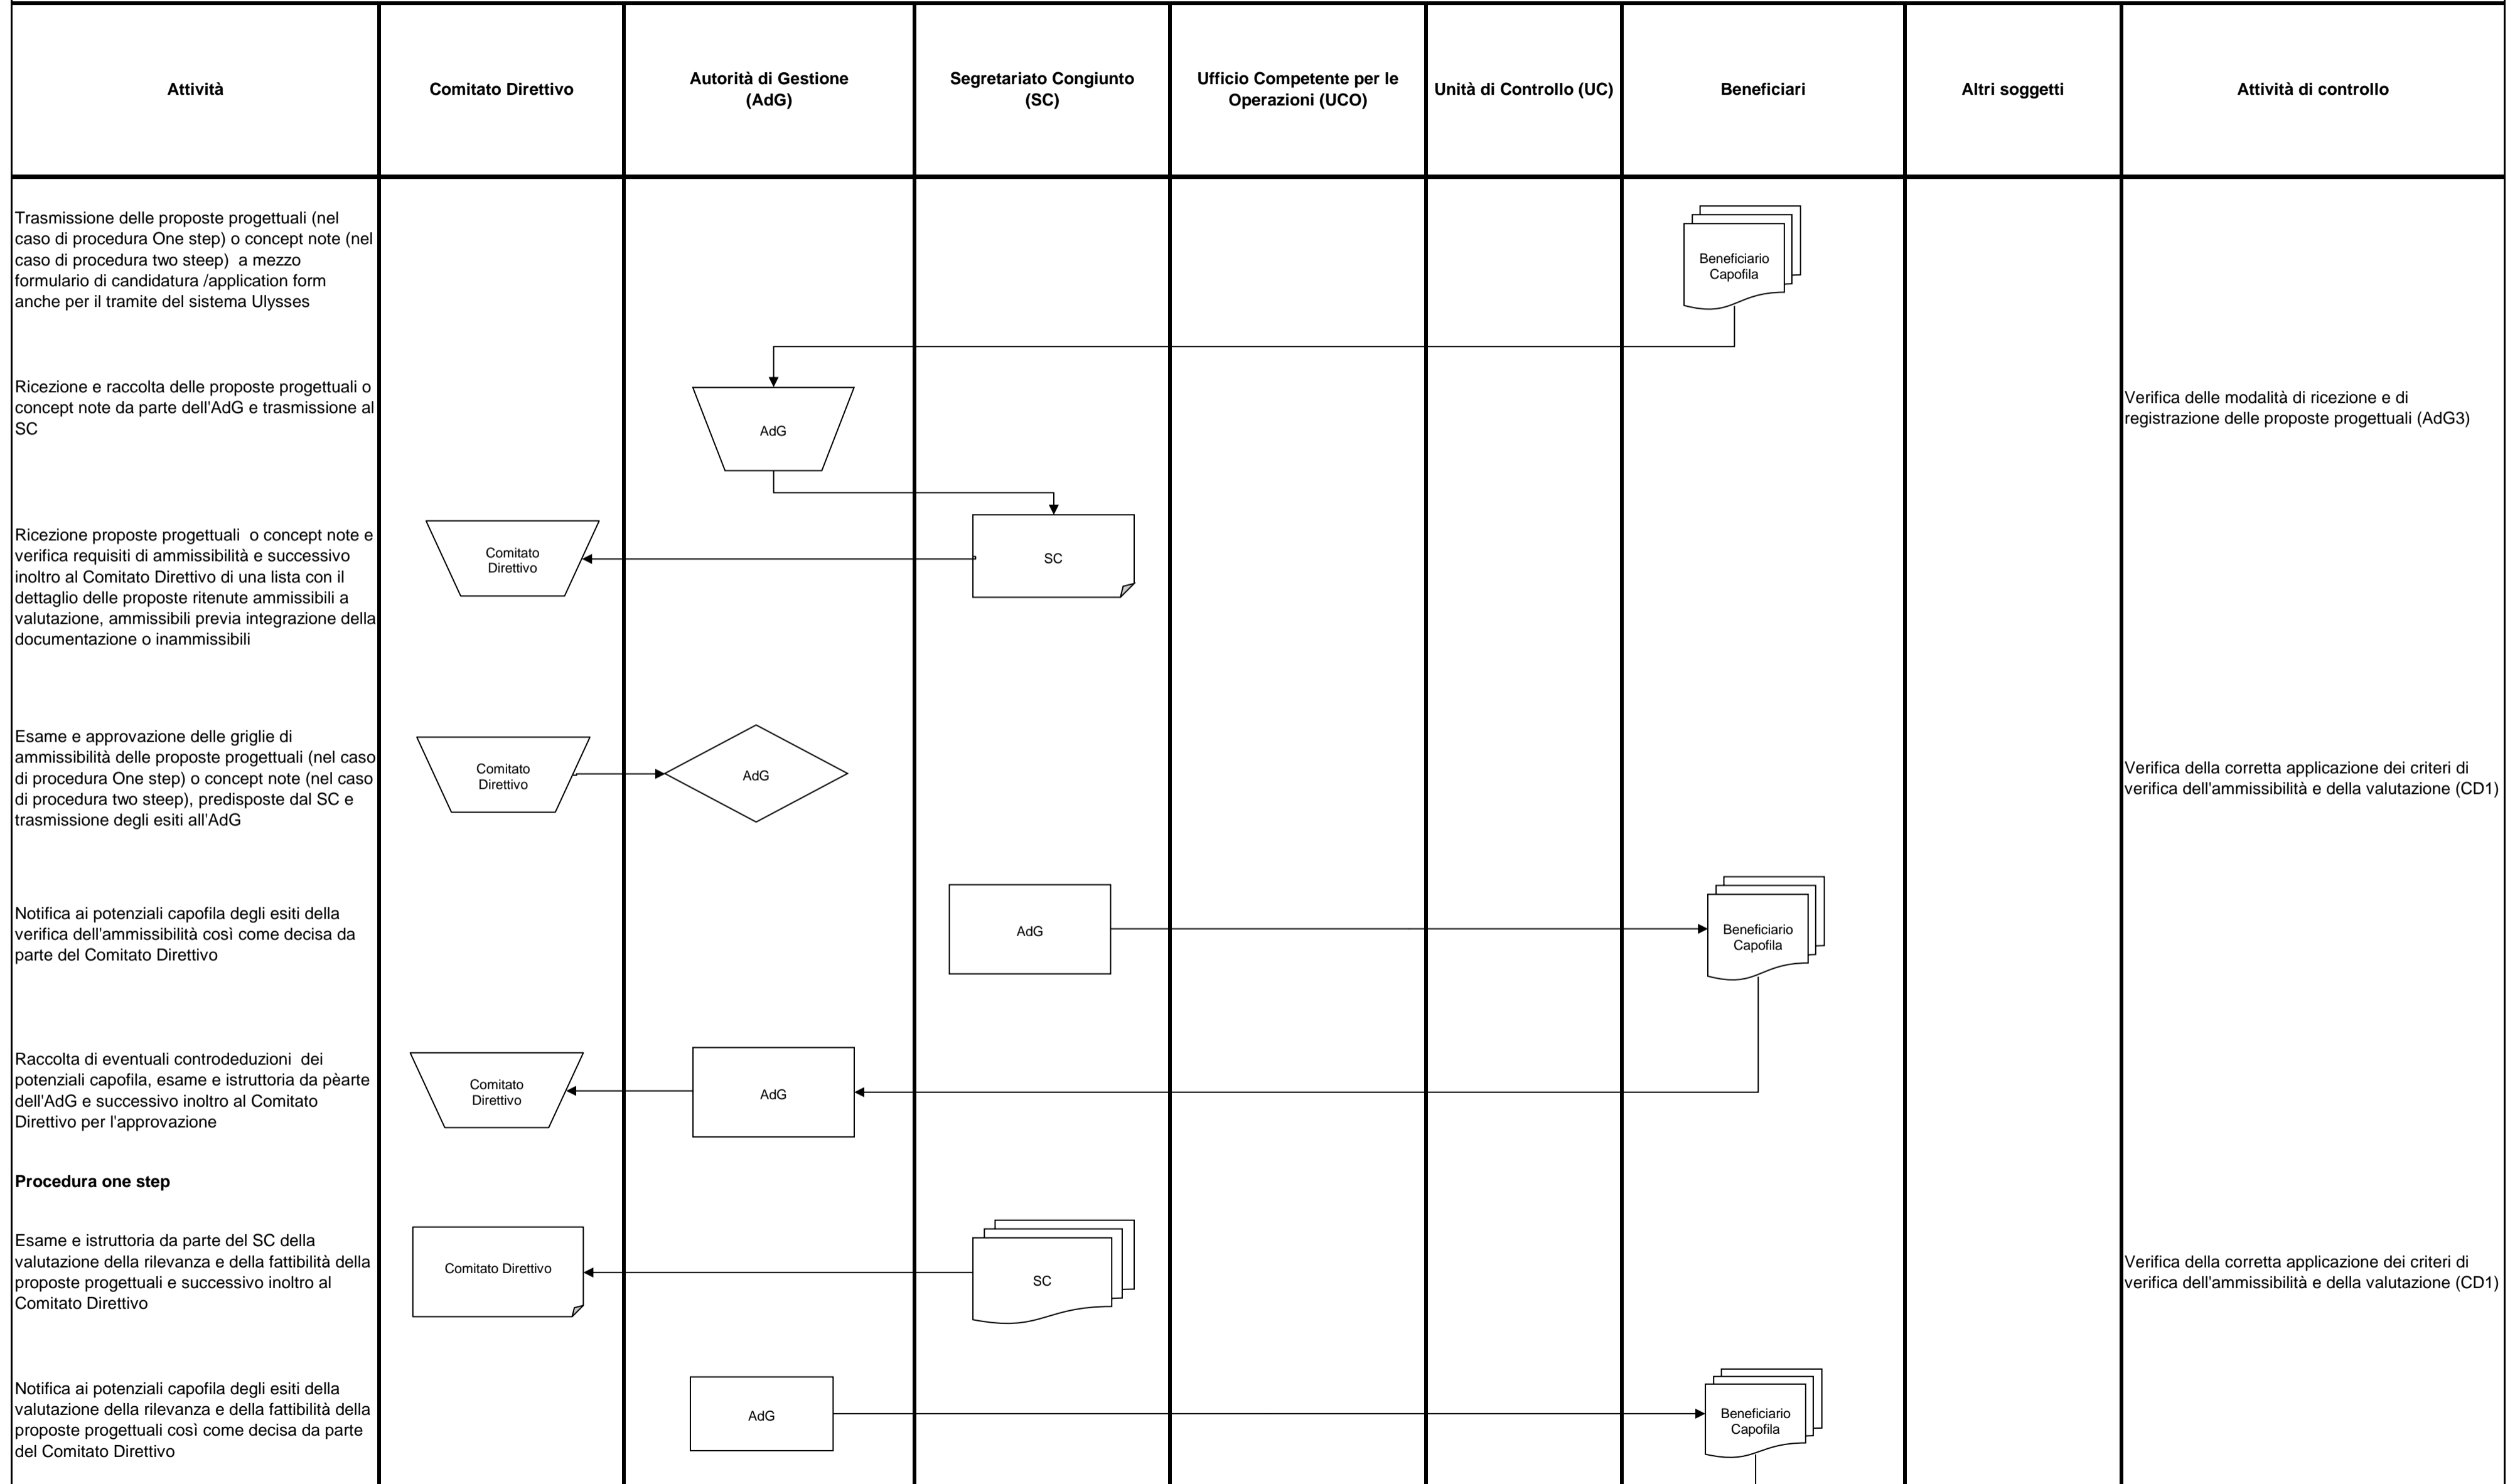 Attività
Comitato Direttivo
Autorità di Gestione
(AdG)
Segretariato Congiunto
(SC)
Ufficio Competente per le
Operazioni (UCO)
Unità di Controllo (UC)
Beneficiari
Altri soggetti
Attività di controllo
Trasmissione delle proposte progettuali (nel
caso di procedura One step) o concept note (nel
caso di procedura two steep)  a mezzo
formulario di candidatura /application form
anche per il tramite del sistema Ulysses
Beneficiario
Capofila
Ricezione e raccolta delle proposte progettuali o
concept note da parte dell'AdG e trasmissione al
SC
AdG
Verifica delle modalità di ricezione e di
registrazione delle proposte progettuali (AdG3)
Ricezione proposte progettuali  o concept note e
verifica requisiti di ammissibilità e successivo
inoltro al Comitato Direttivo di una lista con il
dettaglio delle proposte ritenute ammissibili a
valutazione, ammissibili previa integrazione della
documentazione o inammissibili
Comitato
Direttivo
SC
Esame e approvazione delle griglie di
ammissibilità delle proposte progettuali (nel caso
di procedura One step) o concept note (nel caso
di procedura two steep), predisposte dal SC e
trasmissione degli esiti all'AdG
Comitato
Direttivo
AdG
Verifica della corretta applicazione dei criteri di
verifica dell'ammissibilità e della valutazione (CD1)
Notifica ai potenziali capofila degli esiti della
verifica dell'ammissibilità così come decisa da
parte del Comitato Direttivo
AdG
Beneficiario
Capofila
Raccolta di eventuali controdeduzioni  dei
potenziali capofila, esame e istruttoria da pèarte
dell'AdG e successivo inoltro al Comitato
Direttivo per l'approvazione
Comitato
Direttivo
AdG
Procedura one step
Esame e istruttoria da parte del SC della
valutazione della rilevanza e della fattibilità della
proposte progettuali e successivo inoltro al
Comitato Direttivo
Comitato Direttivo
SC
Verifica della corretta applicazione dei criteri di
verifica dell'ammissibilità e della valutazione (CD1)
Notifica ai potenziali capofila degli esiti della
valutazione della rilevanza e della fattibilità della
proposte progettuali così come decisa da parte
del Comitato Direttivo
AdG
Beneficiario
Capofila